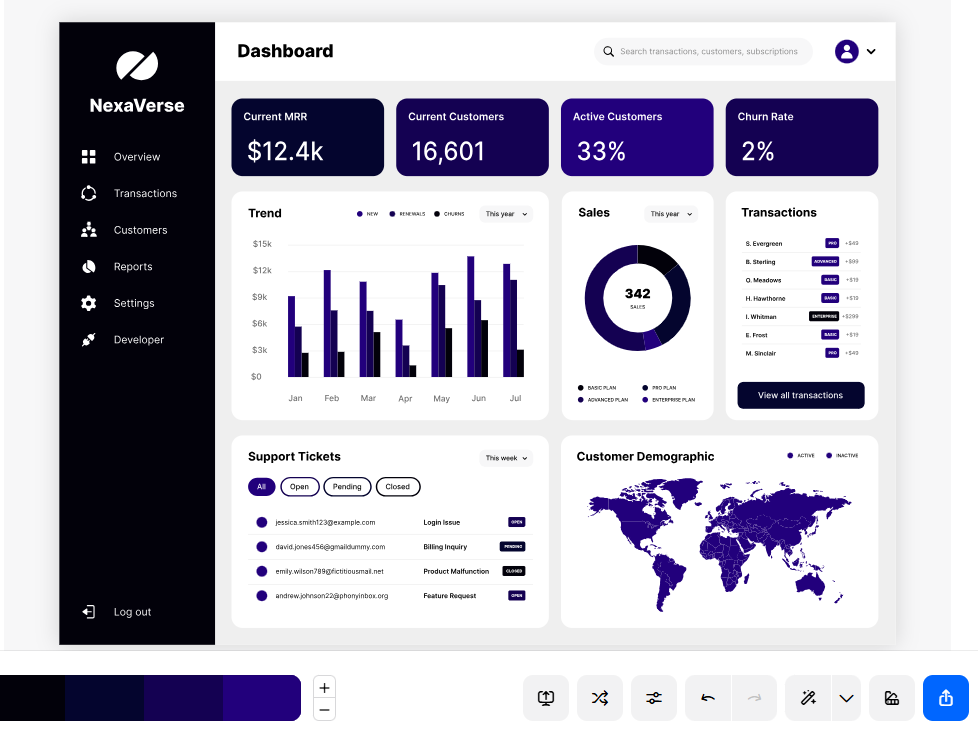 Dashboard
Search transactions, customers, subscriptions
NexaVerse
Overview
Transactions
Customers
Reports
Settings
Developer
Log out
Current MRR
$12.4k
Current Customers
16,601
Active Customers
33%
Churn Rate
2%
Trend
NEW
RENEWALS
CHURNS
This year
$15k
$12k
$9k
$6k
$3k
$0
Jan Feb Mar Apr May Jun Jul
Sales
This year
342
SALES
BASIC PLAN
PRO PLAN
ADVANCED PLAN
ENTERPRISE PLAN
Transactions
S. Evergreen PRO +$49
B. Sterling ADVANCED +$99
O. Meadows BASIC +$19
H. Hawthorne BASIC +$19
I. Whitman ENTERPRISE +$299
E. Frost BASIC +$19
M. Sinclair PRO +$49
View all transactions
Support Tickets
This week
All Open Pending Closed
jessica.smith123@example.com Login Issue OPEN
david.jones456@gmaildummy.com Billing Inquiry PENDING
emily.wilson789@fictitiousmail.net Product Malfunction CLOSED
andrew.johnson22@phonyinbox.org Feature Request OPEN
Customer Demographic
ACTIVE
INACTIVE